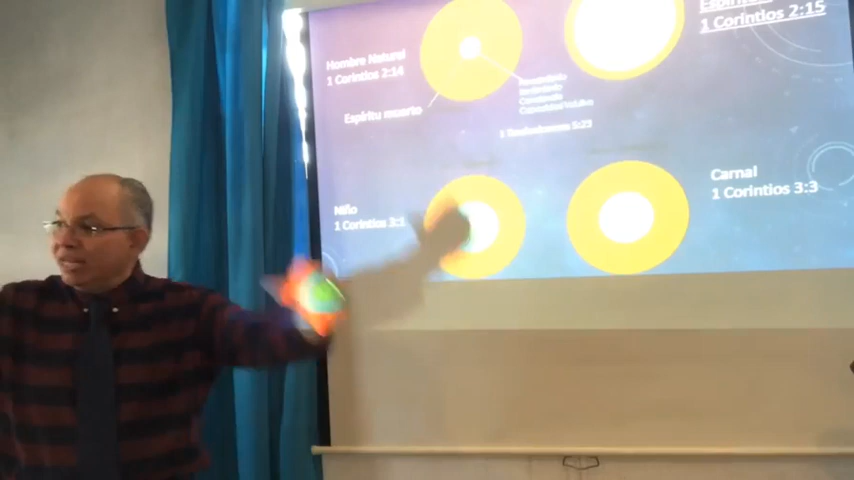 Hombre Natural
1 Corintios 2:14
1 Corintios 2:15
Espíritu muerto
1 Tesalonicenses 5:23
Niño
1 Corintios 3:1
Carnal
1 Corintios 3:3